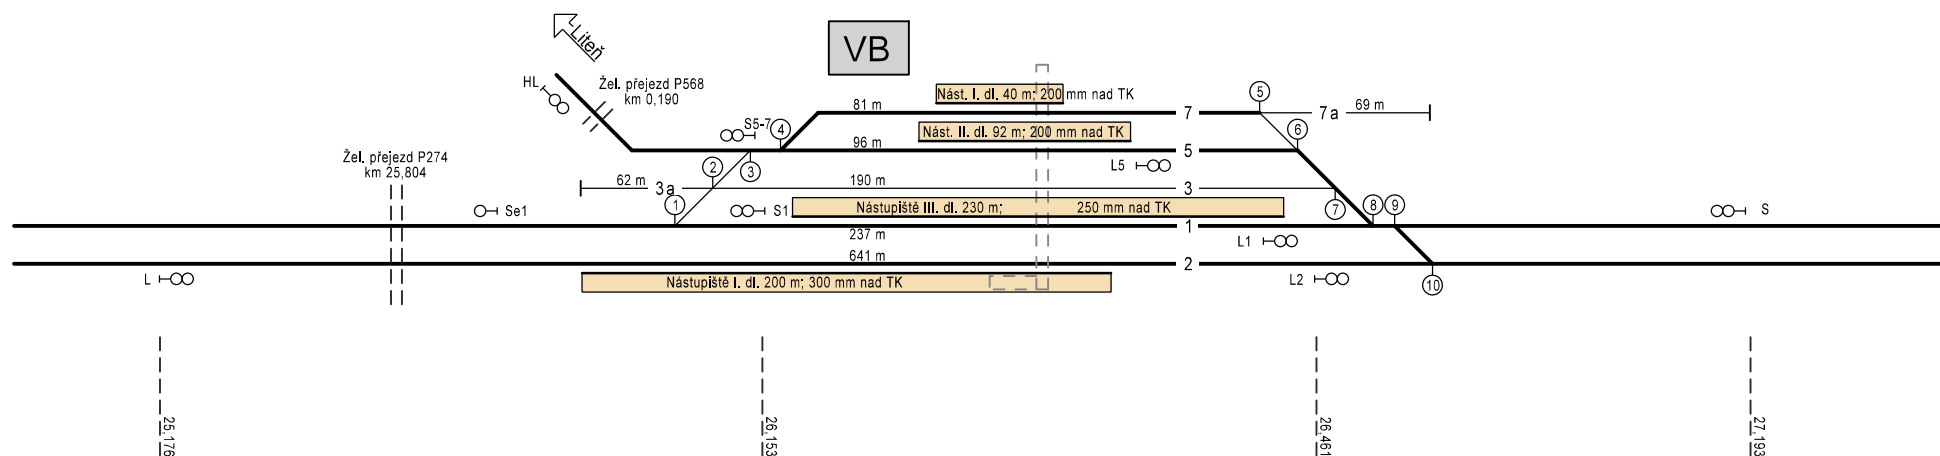 Liteň
VB
HL
Žel. přejezd P568
km 0,190
Nást. I. dl. 40 m; 200 mm nad TK
5
81 m
7
7a
69 m
S5-7
4
Nást. II. dl. 92 m; 200 mm nad TK
6
96 m
5
Žel. přejezd P274
km 25,804
2
3
L5
62 m
3a
190 m
3
1
7
8
9
Se1
S1
Nástupiště III. dl. 230 m; 250 mm nad TK
S
1
237 m
L1
641 m
2
L
Nástupiště I. dl. 200 m; 300 mm nad TK
L2
10
25,176
26,153
26,461
27,193